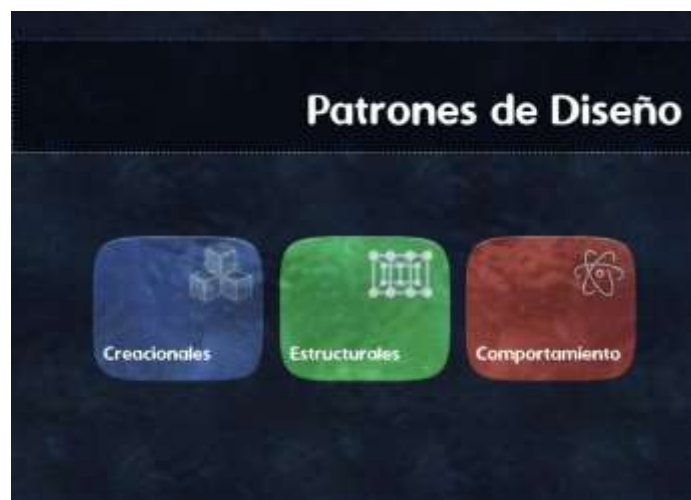 Patrones de Diseño
Creacionales
Estructurales
Comportamiento